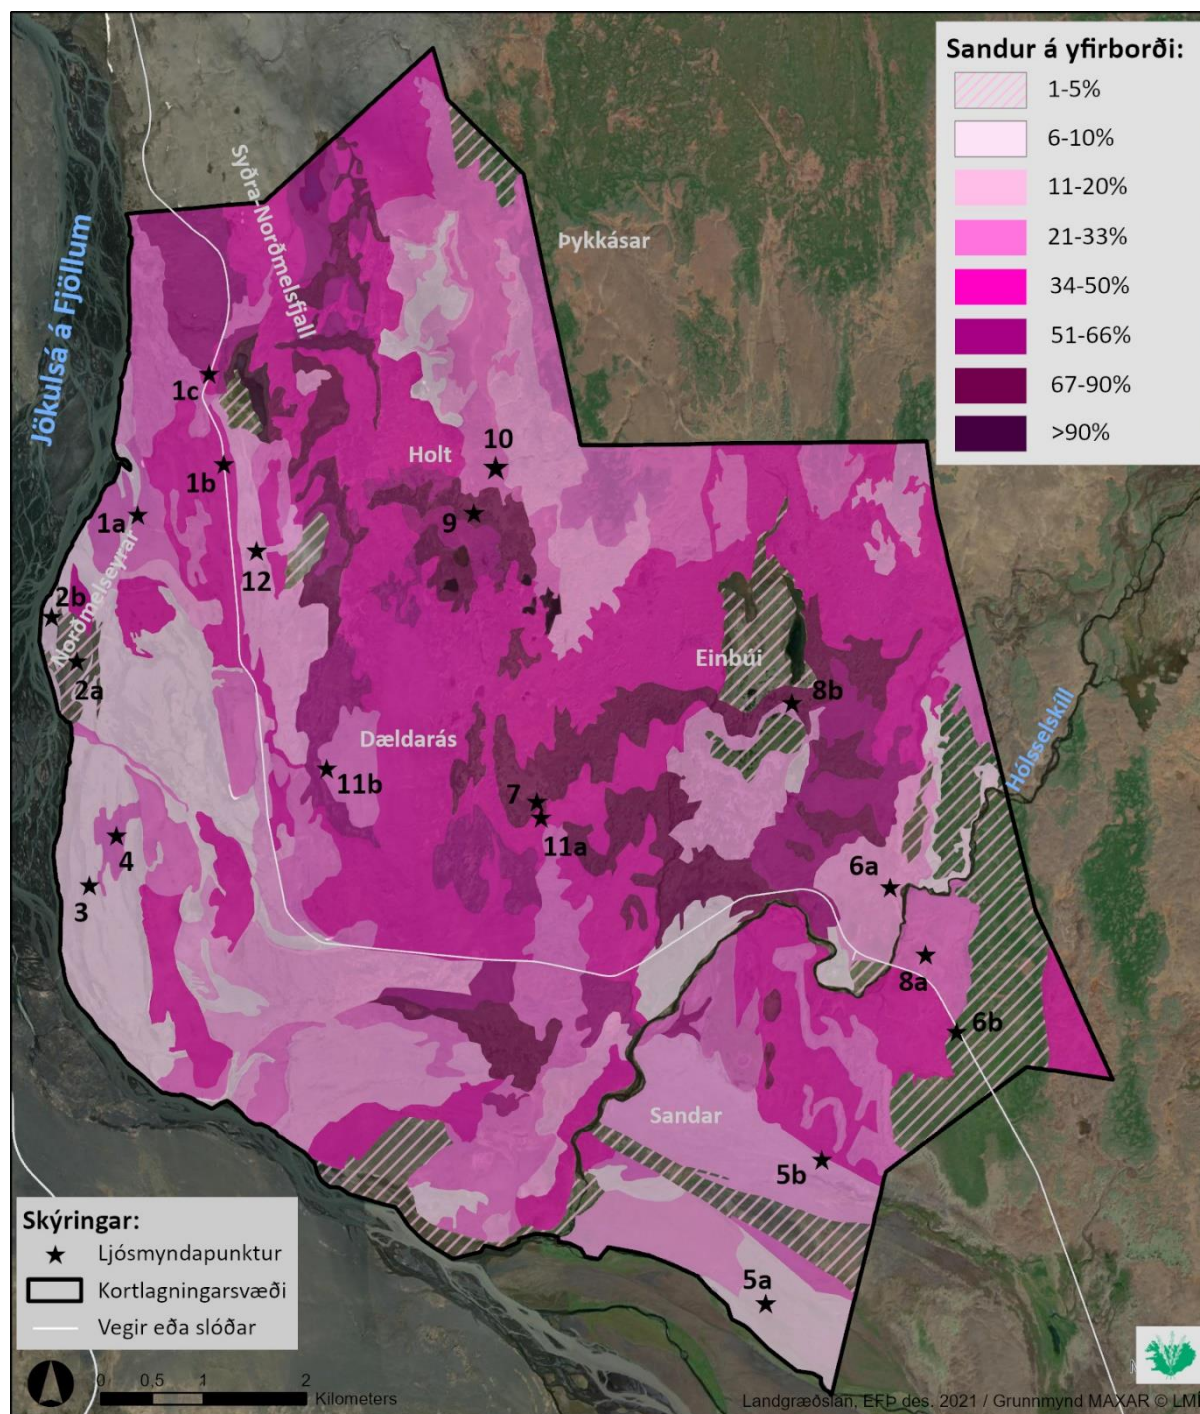 Sandur á yfirborði:
1-5%
6-10%
11-20%
21-33%
34-50%
51-66%
67-90%
>90%
Syðra-Norðmelsfjall
Þykkásar
Jökulsá á Fjöllum
1c
10
Holt
1b
9
1a
12
2b
Norðmelseyrar
Einbúi
2a
8b
Hólsselskíll
Dældarás
11b
7
11a
4
6a
3
8a
6b
Sandar
5b
5a
Skýringar:
Ljósmyndapunktur
Kortlagningarsvæði
Vegir eða slóðar
0 0,5 1 2
Kilometers
Landgræðslan, EFÞ des. 2021 / Grunnmynd MAXAR © LMÍ